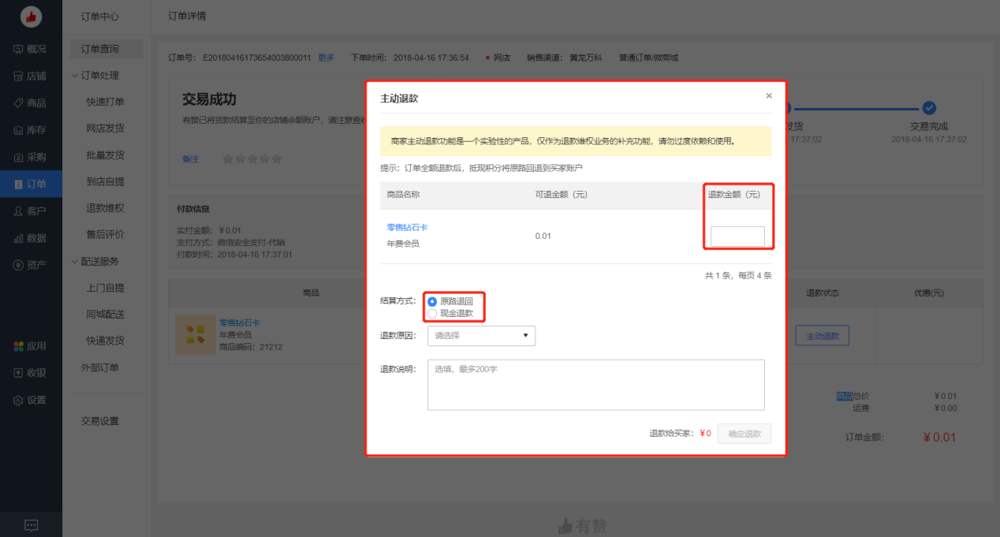 订单中心
订单详情
概况
店铺
商品
库存
采购
订单
客户
数据
资产
应用
收银
设置
订单查询
订单处理
快速打单
网店发货
批量发货
到店自提
退款维权
售后评价
配送服务
上门自提
同城配送
快递发货
外部订单
交易设置
订单号： E20180416173654003800011 更多 下单时间： 2018-04-16 17:36:54 网店 销售渠道： 黄龙万科 普通订单/微商城
交易成功
有赞已将货款结算至你的店铺余额账户，请注意查收
备注
发货
17:37:02
交易完成
2018-04-16 17:37:02
付款信息
实付金额： ￥0.01
支付方式： 微信安全支付-代销
付款时间： 2018-04-16 17:37:01
商品
退款状态
优惠(元)
零售钻石卡
年费会员
商品编码：21212
主动退款
商品总价 ￥0.01
运费 ￥0.00
订单金额： ￥0.01
主动退款 ×
商家主动退款功能是一个实验性的产品，仅作为退款维权业务的补充功能，请勿过度依赖和使用。
提示：订单全额退款后，抵现积分将原路回退到买家账户
商品名称 可退金额（元） 退款金额（元）
零售钻石卡
年费会员
0.01
共 1 条，每页 4 条
结算方式： 原路退回
现金退款
退款原因： 请选择
退款说明： 选填，最多200字
退款给买家： ￥0 确定退款
有赞